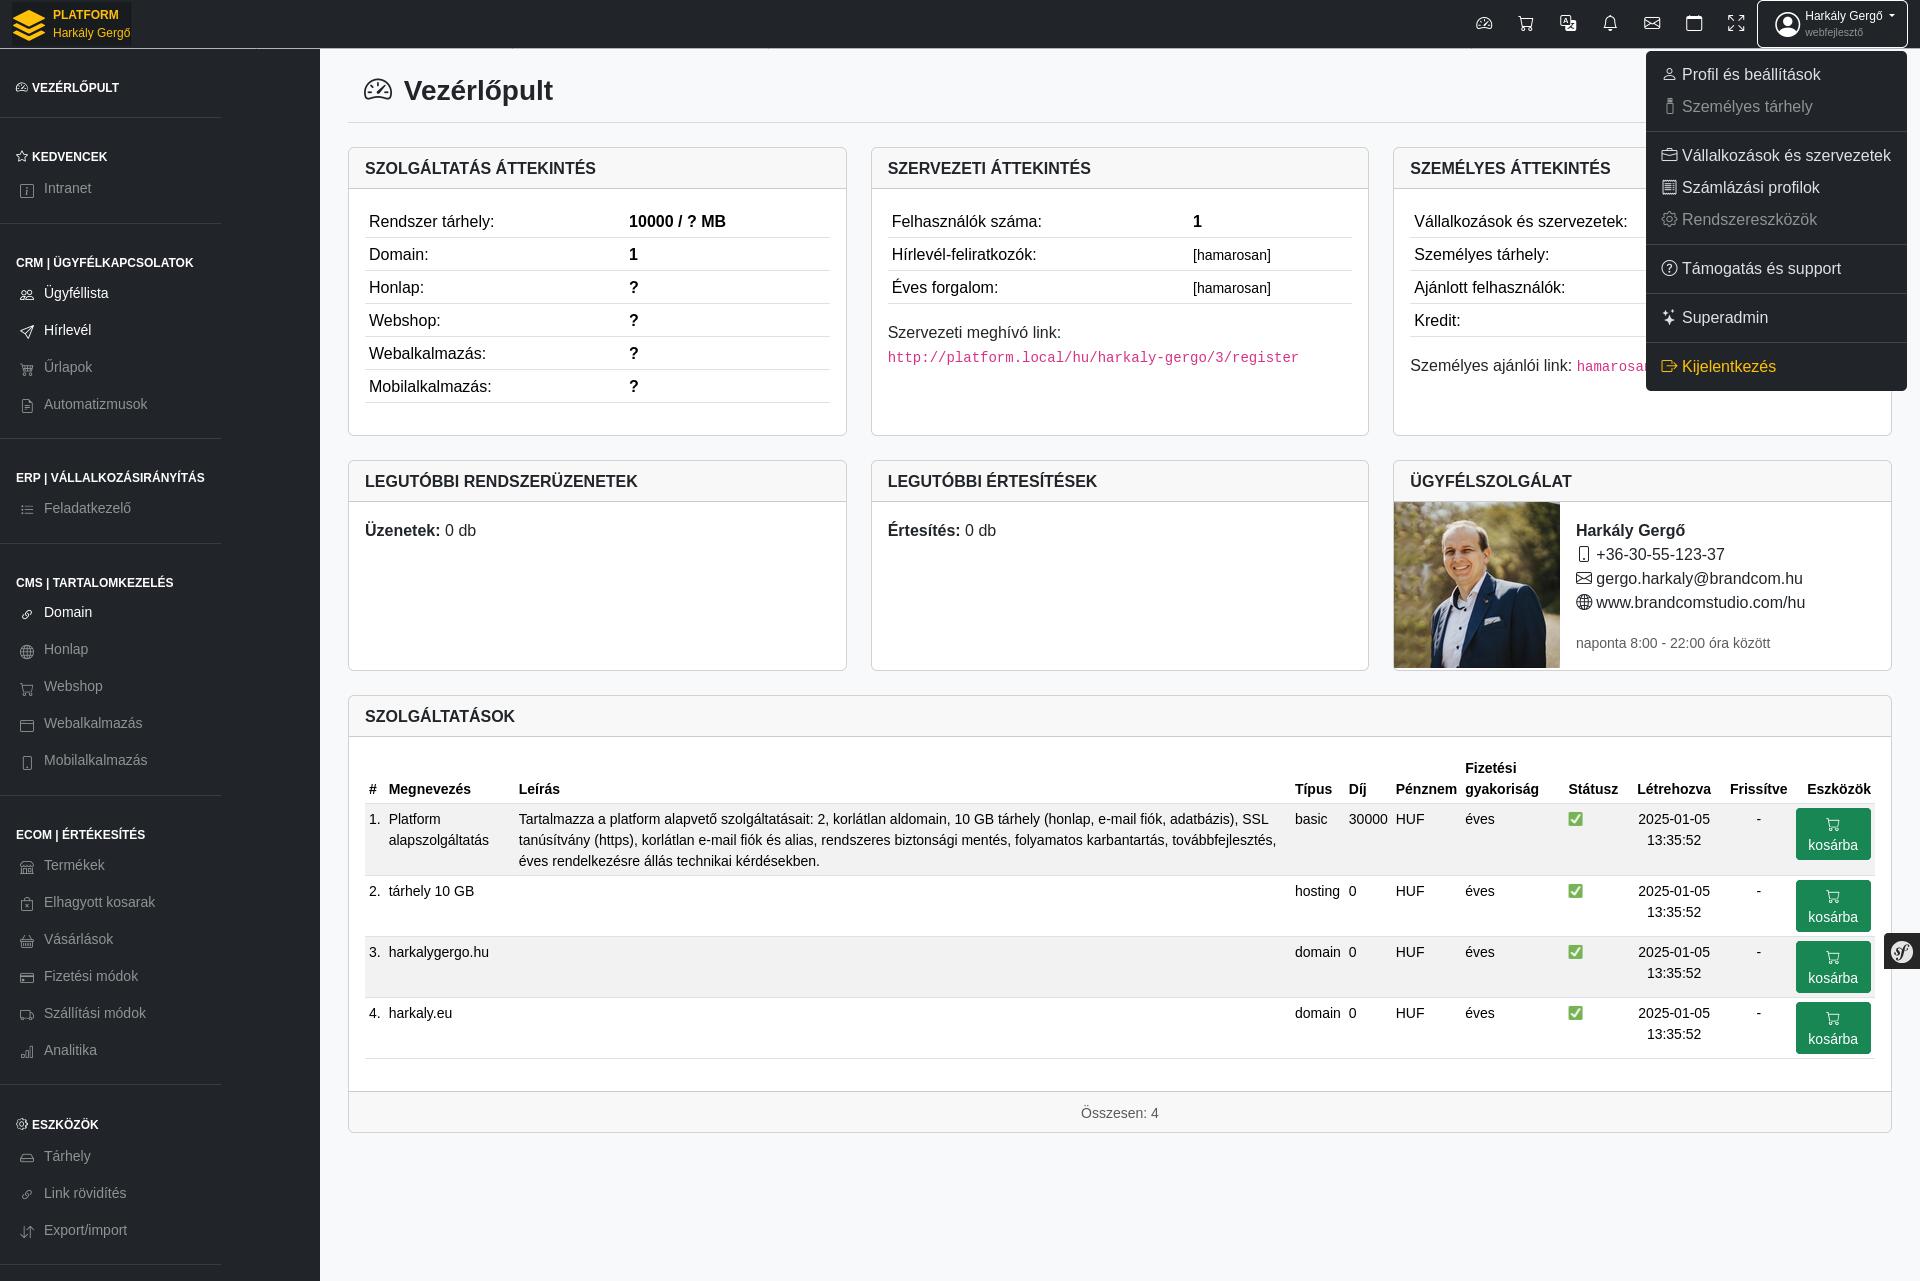 PLATFORM
Harkály Gergő
Harkály Gergő
webfejlesztő
Profil és beállítások
Személyes tárhely
Vállalkozások és szervezetek
Számlázási profilok
Rendszereszközök
Támogatás és support
Superadmin
Kijelentkezés
VEZÉRLŐPULT
KEDVENCEK
Intranet
CRM | ÜGYFÉLKAPCSOLATOK
Ügyféllista
Hírlevél
Űrlapok
Automatizmusok
ERP | VÁLLALKOZÁSIRÁNYÍTÁS
Feladatkezelő
CMS | TARTALOMKEZELÉS
Domain
Honlap
Webshop
Webalkalmazás
Mobilalkalmazás
ECOM | ÉRTÉKESÍTÉS
Termékek
Elhagyott kosarak
Vásárlások
Fizetési módok
Szállítási módok
Analitika
ESZKÖZÖK
Tárhely
Link rövidítés
Export/import
Vezérlőpult
SZOLGÁLTATÁS ÁTTEKINTÉS
Rendszer tárhely: 10000 / ? MB
Domain: 1
Honlap: ?
Webshop: ?
Webalkalmazás: ?
Mobilalkalmazás: ?
SZERVEZETI ÁTTEKINTÉS
Felhasználók száma: 1
Hírlevél-feliratkozók: [hamarosan]
Éves forgalom: [hamarosan]
Szervezeti meghívó link:
http://platform.local/hu/harkaly-gergo/3/register
SZEMÉLYES ÁTTEKINTÉS
Vállalkozások és szervezetek:
Személyes tárhely:
Ajánlott felhasználók:
Kredit:
Személyes ajánlói link: hamarosan
LEGUTÓBBI RENDSZERÜZENETEK
Üzenetek: 0 db
LEGUTÓBBI ÉRTESÍTÉSEK
Értesítés: 0 db
ÜGYFÉLSZOLGÁLAT
Harkály Gergő
+36-30-55-123-37
gergo.harkaly@brandcom.hu
www.brandcomstudio.com/hu
naponta 8:00 - 22:00 óra között
SZOLGÁLTATÁSOK
# Megnevezés Leírás Típus Díj Pénznem Fizetési gyakoriság Státusz Létrehozva Frissítve Eszközök
1. Platform alapszolgáltatás
Tartalmazza a platform alapvető szolgáltatásait: 2, korlátlan aldomain, 10 GB tárhely (honlap, e-mail fiók, adatbázis), SSL
tanúsítvány (https), korlátlan e-mail fiók és alias, rendszeres biztonsági mentés, folyamatos karbantartás, továbbfejlesztés,
éves rendelkezésre állás technikai kérdésekben.
basic 30000 HUF éves 2025-01-05 13:35:52 - kosárba
2. tárhely 10 GB hosting 0 HUF éves 2025-01-05 13:35:52 - kosárba
3. harkalygergo.hu domain 0 HUF éves 2025-01-05 13:35:52 - kosárba
4. harkaly.eu domain 0 HUF éves 2025-01-05 13:35:52 - kosárba
Összesen: 4